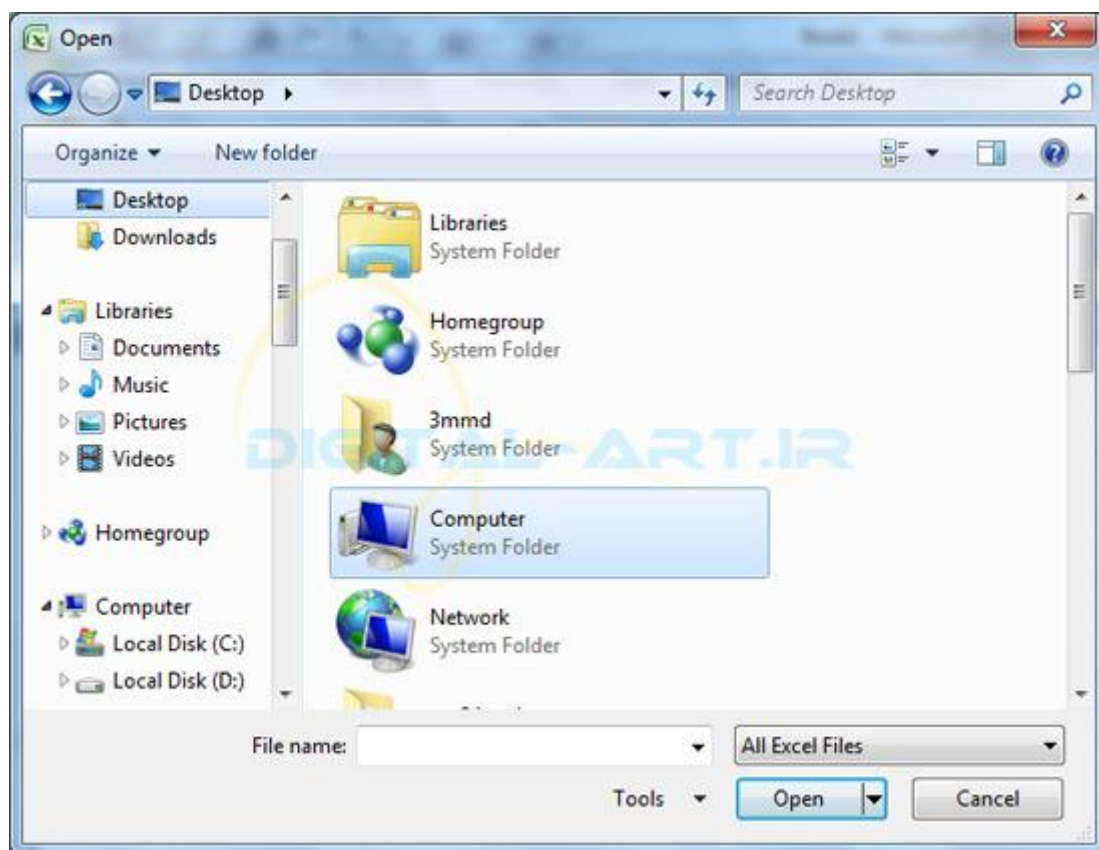 Open
Desktop
Search Desktop
Organize
New folder
Desktop
Downloads
Libraries
Documents
Music
Pictures
Videos
Homegroup
Computer
Local Disk (C:)
Local Disk (D:)
Libraries
System Folder
Homegroup
System Folder
3mmd
System Folder
DIGITAL-ART.IR
Computer
System Folder
Network
System Folder
File name:
All Excel Files
Tools
Open
Cancel